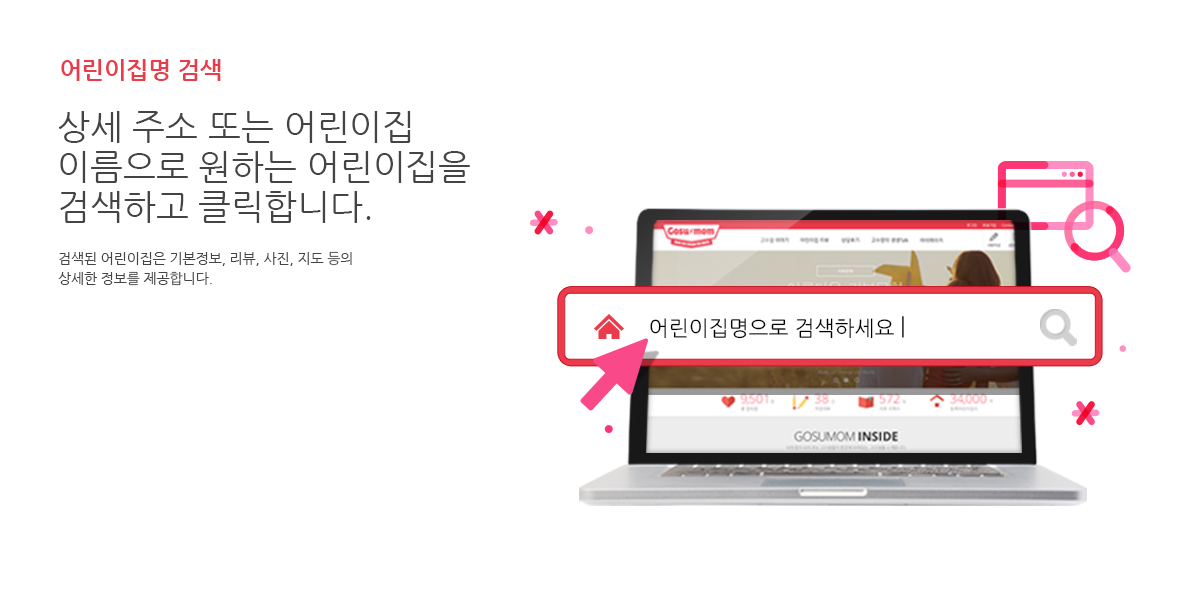 어린이집명 검색
상세 주소 또는 어린이집
이름으로 원하는 어린이집을
검색하고 클릭합니다.
검색된 어린이집은 기본정보, 리뷰, 사진, 지도 등의
상세한 정보를 제공합니다.
Gosumom
어린이집명으로 검색하세요
9,501
38
572
34,000
GOSUMOM INSIDE